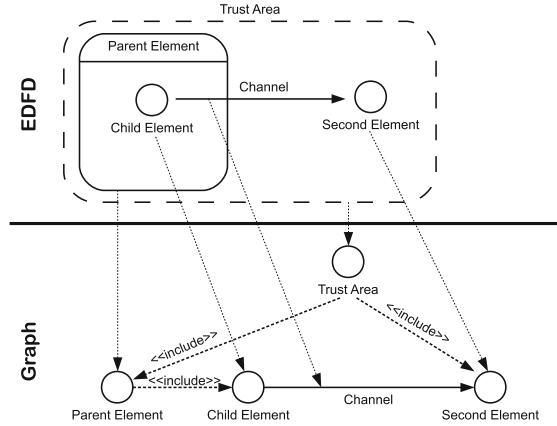 Trust Area
Parent Element
Channel
Child Element
Second Element
EDFD
Trust Area
<<include>>
<<include>>
<<include>>
Graph
Channel
Parent Element
Child Element
Second Element